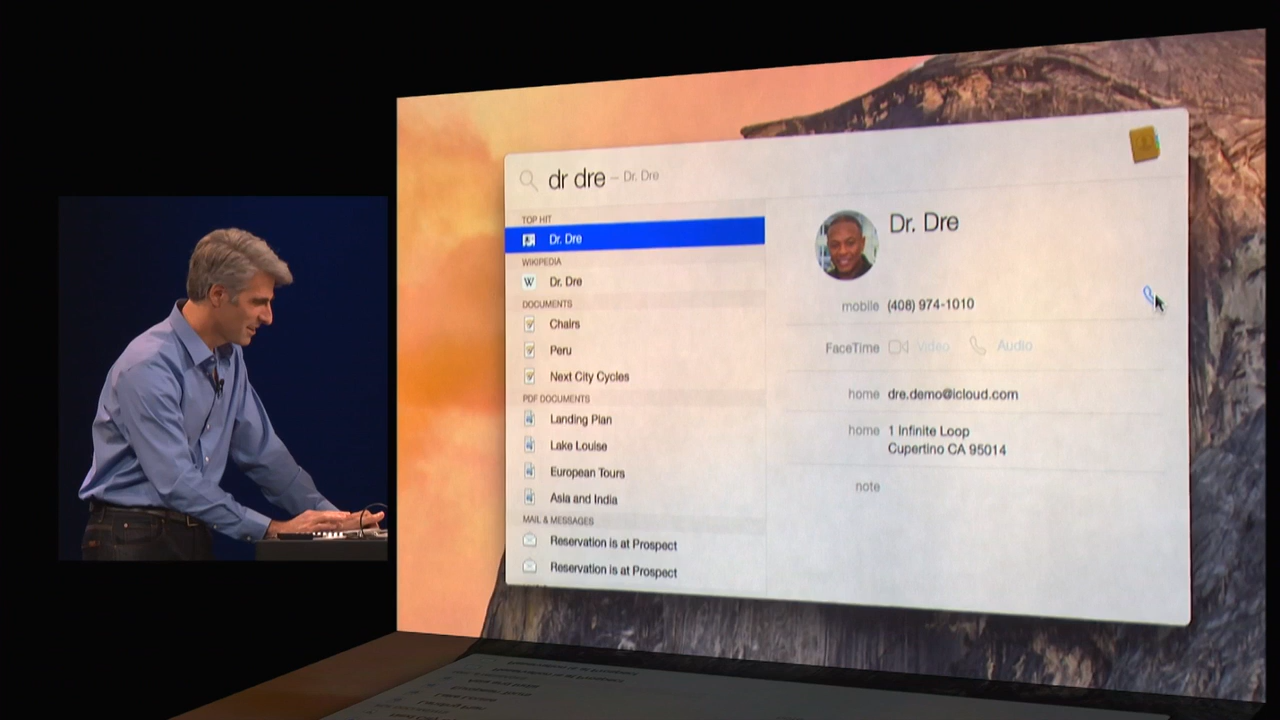 dr dre – Dr. Dre
TOP HIT
Dr. Dre
WIKIPEDIA
W Dr. Dre
DOCUMENTS
Chairs
Peru
Next City Cycles
PDF DOCUMENTS
Landing Plan
Lake Louise
European Tours
Asia and India
MAIL & MESSAGES
Reservation is at Prospect
Reservation is at Prospect
Dr. Dre
mobile (408) 974-1010
FaceTime Video Audio
home dre.demo@icloud.com
home 1 Infinite Loop
Cupertino CA 95014
note